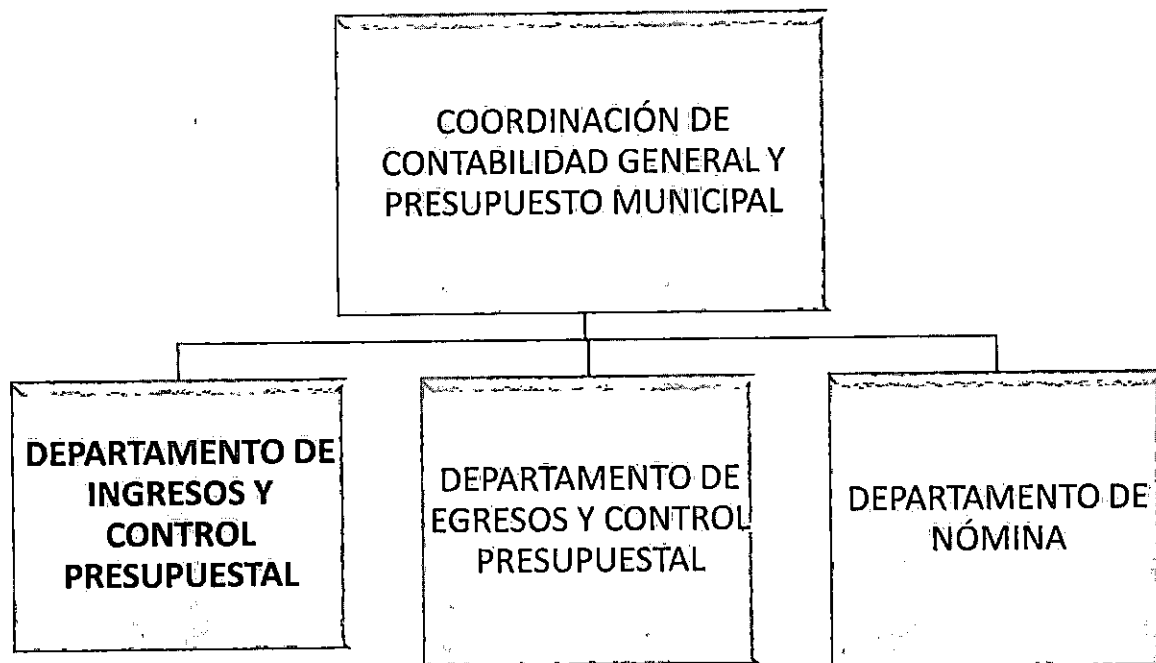 COORDINACIÓN DE
CONTABILIDAD GENERAL Y
PRESUPUESTO MUNICIPAL
DEPARTAMENTO DE
INGRESOS Y
CONTROL
PRESUPUESTAL
DEPARTAMENTO DE
EGRESOS Y CONTROL
PRESUPUESTAL
DEPARTAMENTO DE
NÓMINA